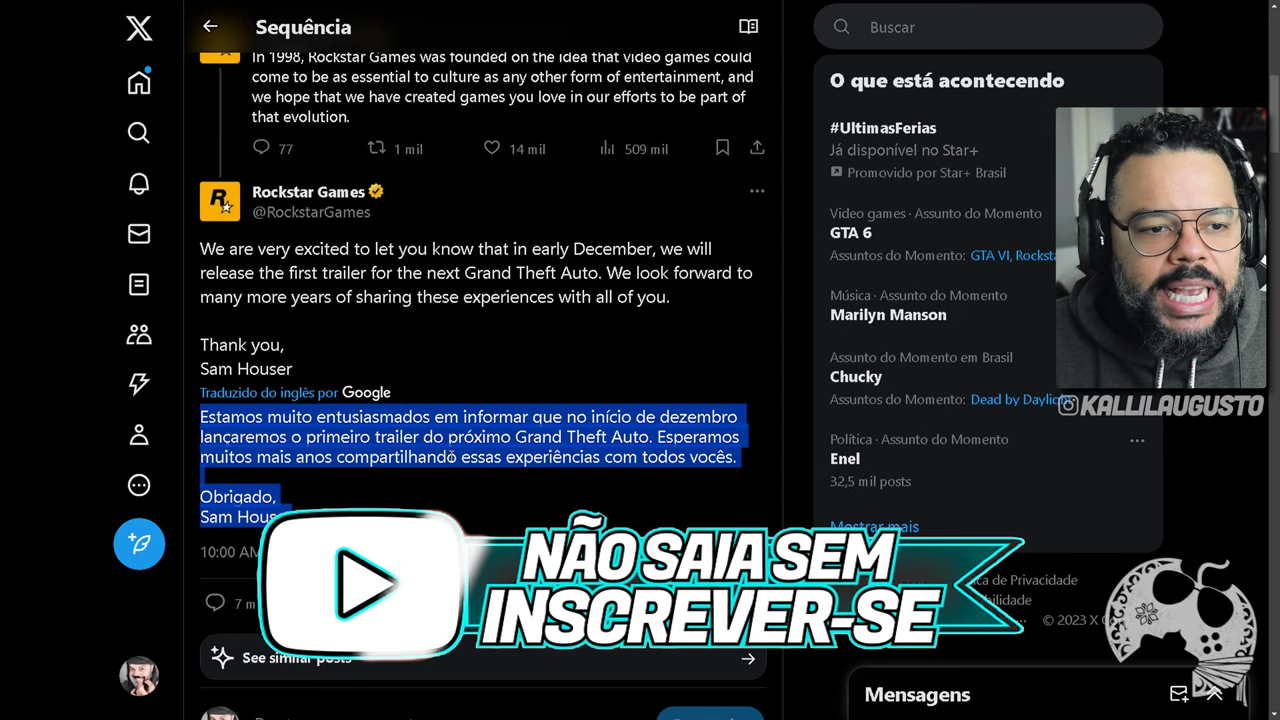 Sequência
In 1998, Rockstar Games was founded on the idea that video games could
come to be as essential to culture as any other form of entertainment, and
we hope that we have created games you love in our efforts to be part of
that evolution.
77
1 mil
14 mil
509 mil
Rockstar Games
@RockstarGames
We are very excited to let you know that in early December, we will
release the first trailer for the next Grand Theft Auto. We look forward to
many more years of sharing these experiences with all of you.
Thank you,
Sam Houser
Traduzido do inglês por Google
Estamos muito entusiasmados em informar que no início de dezembro
lançaremos o primeiro trailer do próximo Grand Theft Auto. Esperamos
muitos mais anos compartilhando essas experiências com todos vocês.
Obrigado,
Sam Hous
10:00 AM
7 m
See similar posts
NÃO SAIA SEM
INSCREVER-SE
Buscar
O que está acontecendo
#UltimasFerias
Já disponível no Star+
Promovido por Star+ Brasil
Video games · Assunto do Momento
GTA 6
Assuntos do Momento: GTA VI, Rocksta
Música · Assunto do Momento
Marilyn Manson
Assunto do Momento em Brasil
Chucky
Assuntos do Momento: Dead by Daylig
KALLILAUGUSTO
Política · Assunto do Momento
Enel
32,5 mil posts
Mostrar mais
ca de Privacidade
ibilidade
© 2023 X C
Mensagens